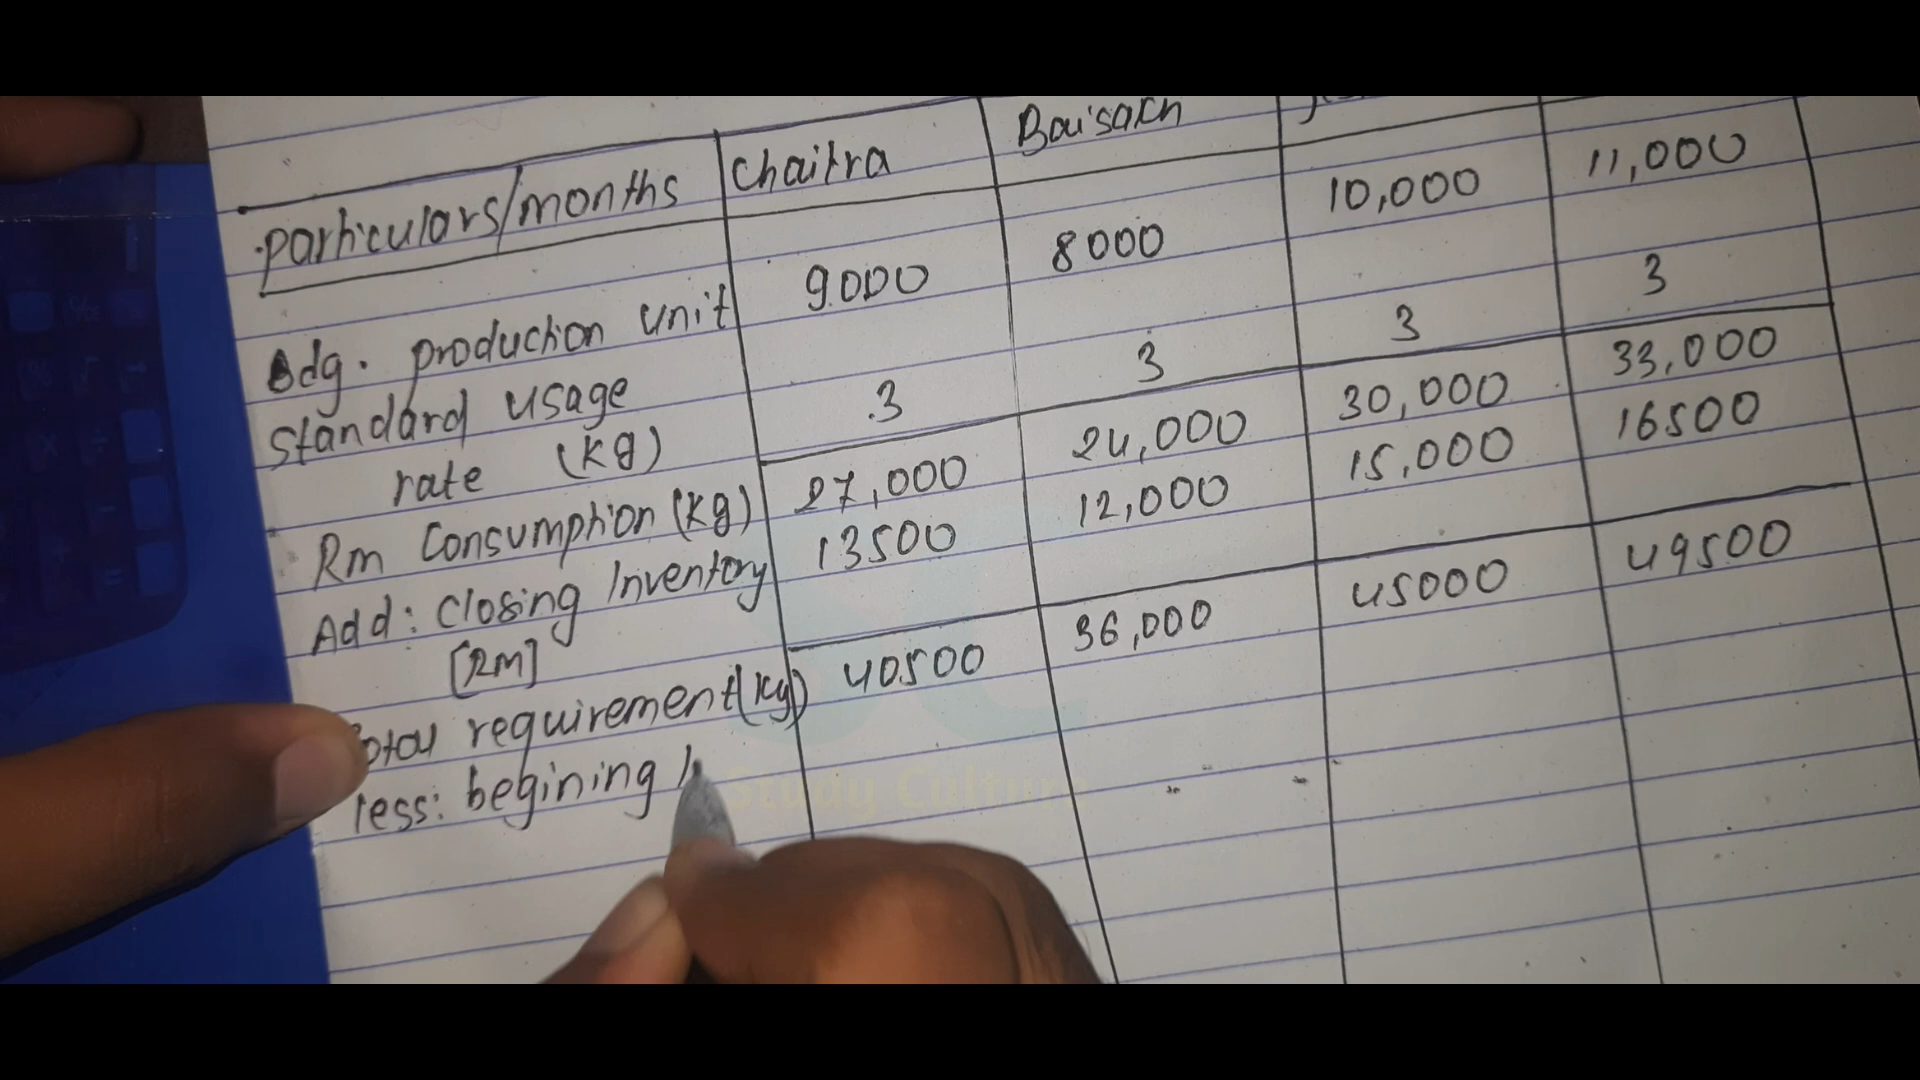 particulars/months Chaitra Baisakh
Bdg. production unit 9000 8000 10,000 11,000
Standard usage
rate (kg) 3 3 3 3
Rm Consumption (kg) 27,000 24,000 30,000 33,000
Add: Closing Inventory 13500 12,000 15,000 16500
[RM]
requirement (kg) 40500 36,000 45000 49500
less: begining
Study Culture